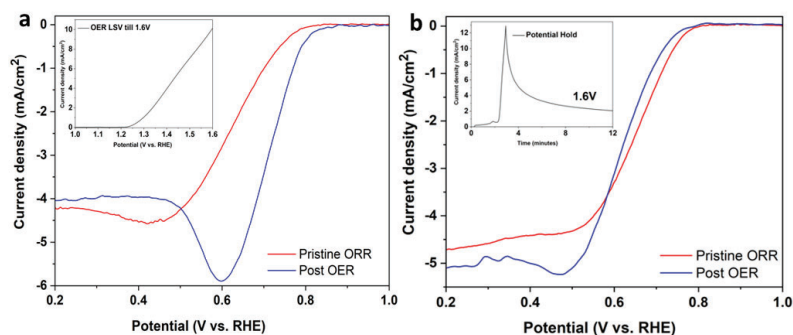 a
OER LSV till 1.6V
Current density (mA/cm²)
10
8
6
4
2
0
1.0 1.1 1.2 1.3 1.4 1.5 1.6
Potential (V vs. RHE)
Current density (mA/cm²)
0
-1
-2
-3
-4
-5
-6
Pristine ORR
Post OER
0.2 0.4 0.6 0.8 1.0
Potential (V vs. RHE)
b
Potential Hold
1.6V
Current density (mA/cm²)
14
12
10
8
6
4
2
0
0 4 8 12
Time (minutes)
Current density (mA/cm²)
0
-1
-2
-3
-4
-5
-6
Pristine ORR
Post OER
0.2 0.4 0.6 0.8 1.0
Potential (V vs. RHE)